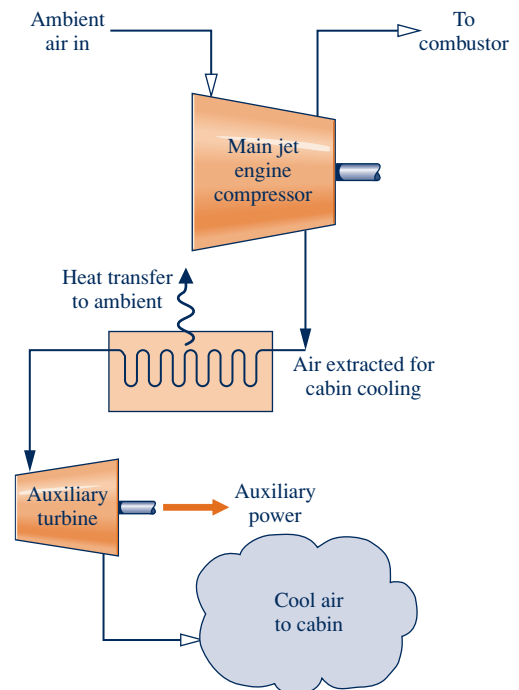 Ambient
air in
To
combustor
Main jet
engine
compressor
Heat transfer
to ambient
Air extracted for
cabin cooling
Auxiliary
turbine
Auxiliary
power
Cool air
to cabin